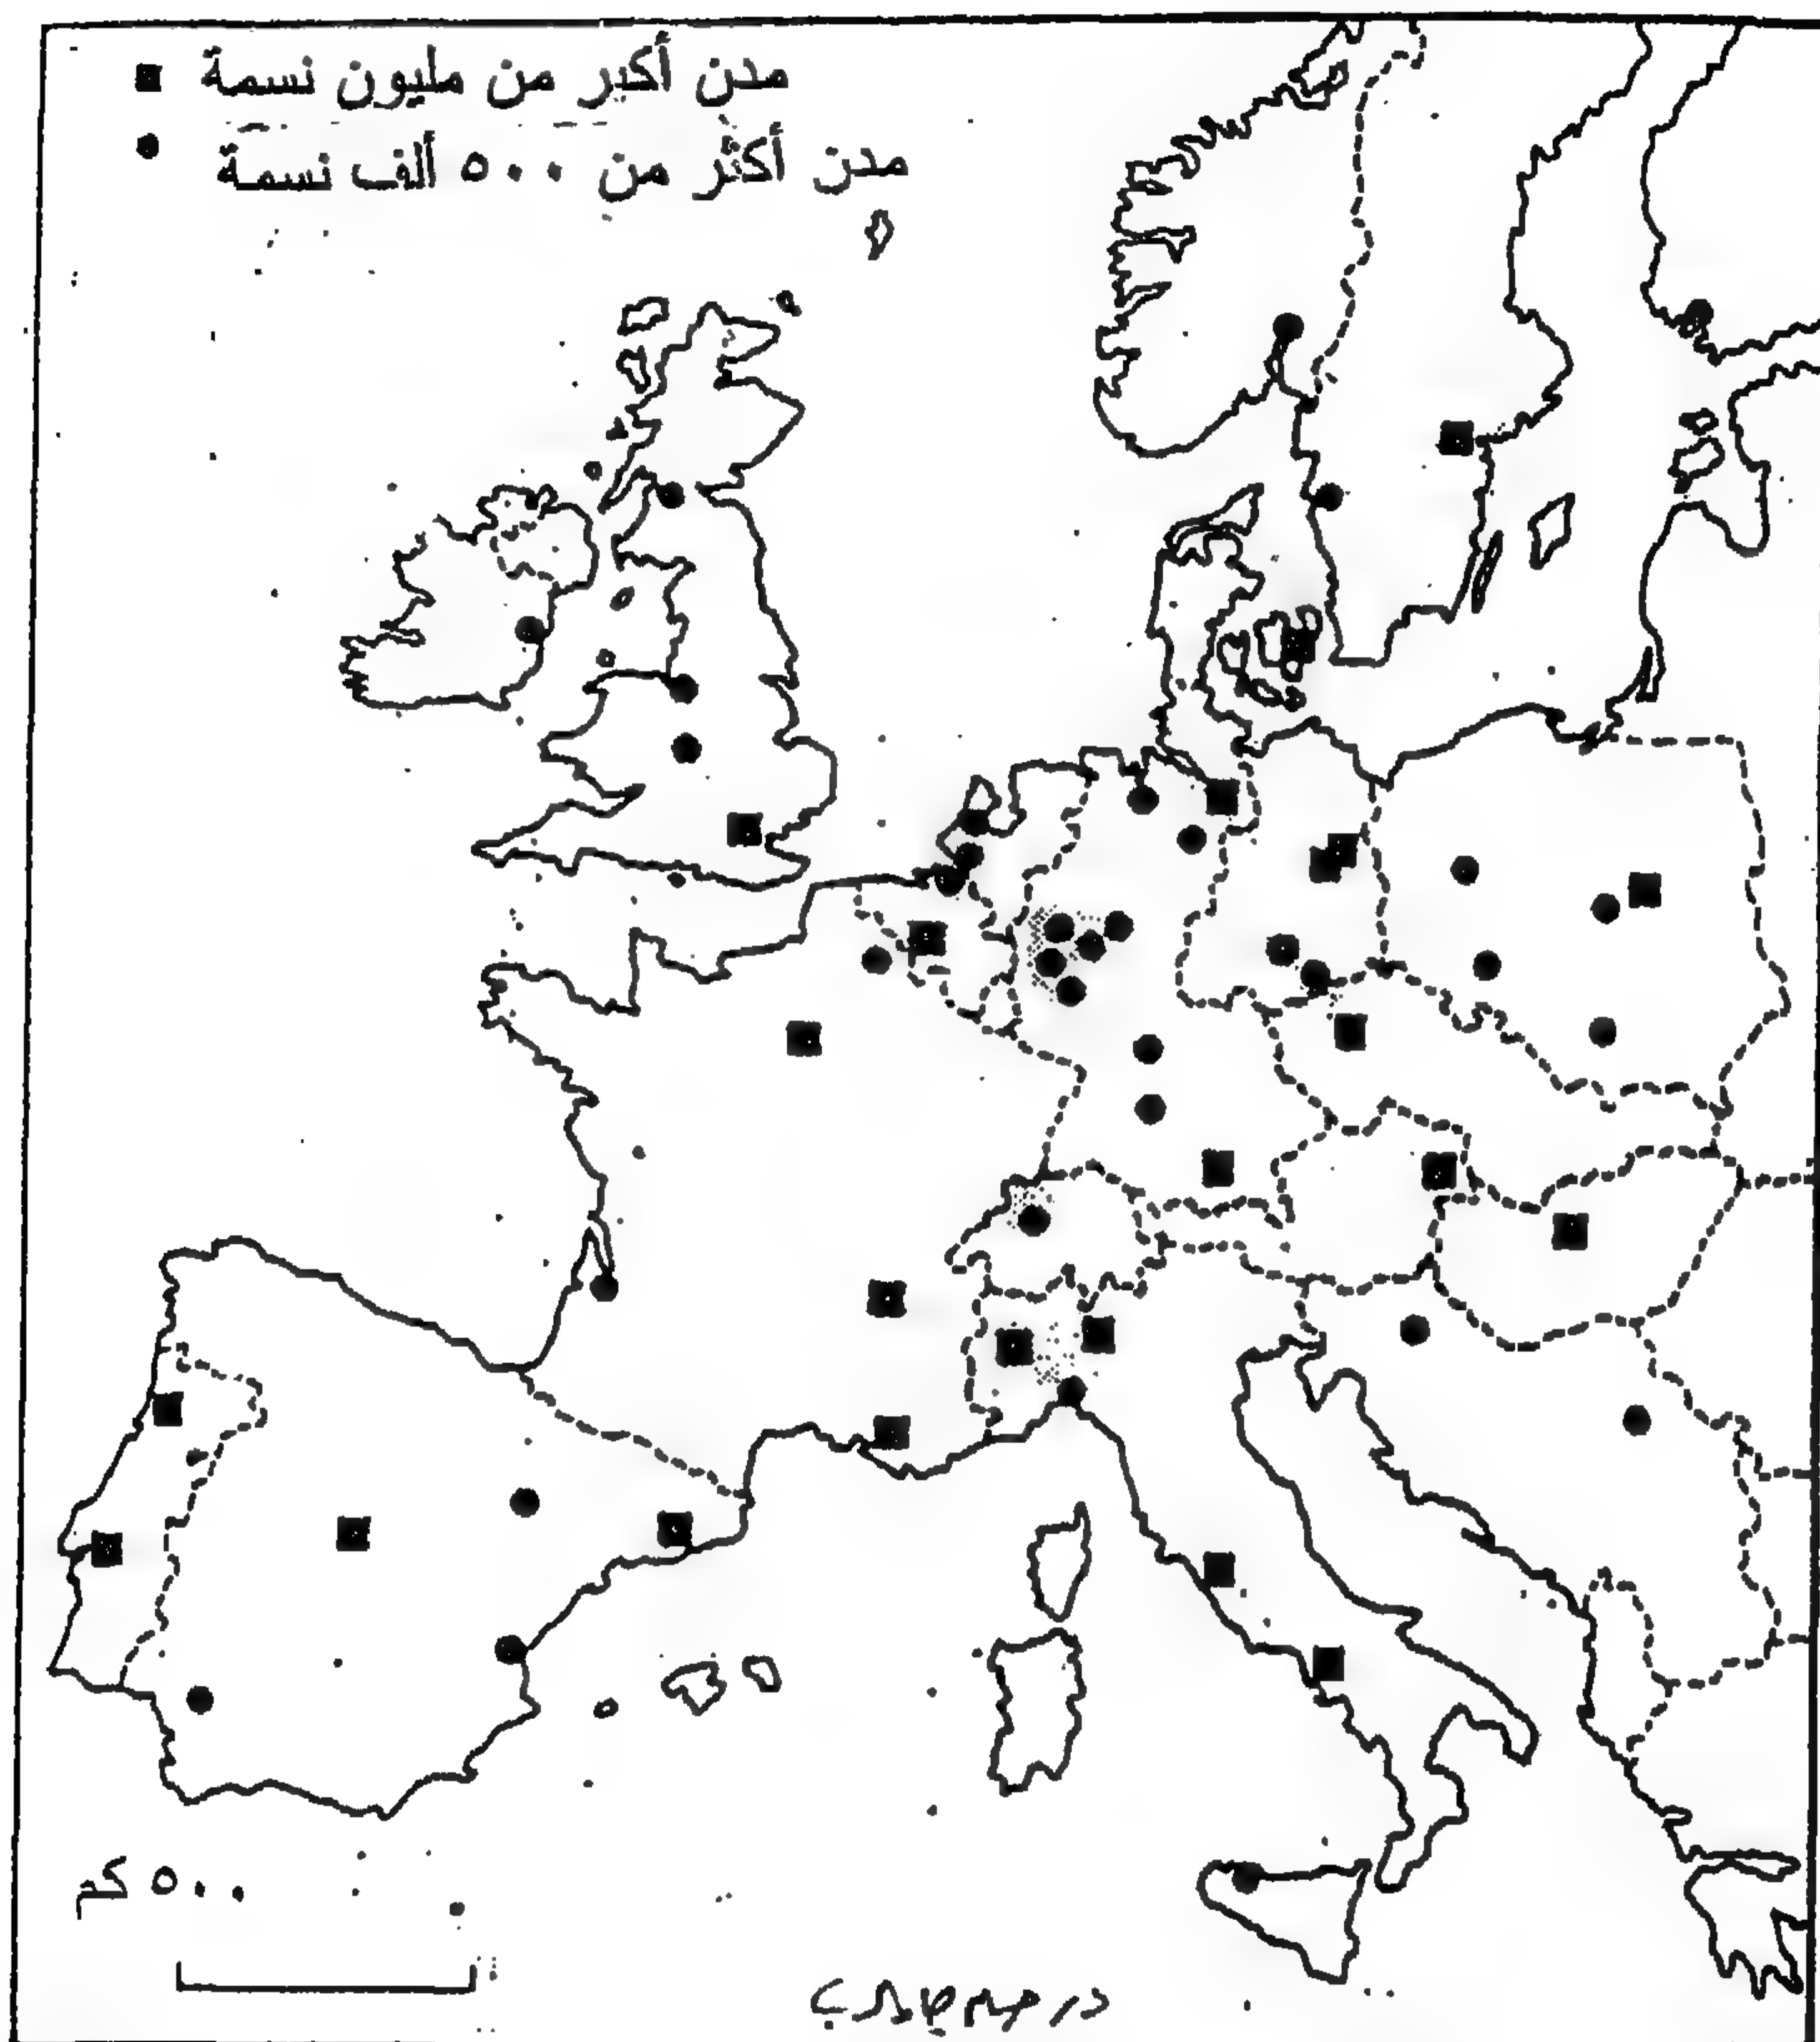 مدن أكبر من مليون نسمة
مدن أكثر من ٥٠٠ ألف نسمة
٥٠٠ كم